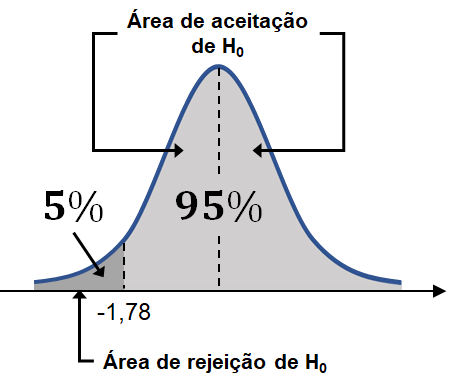 Área de aceitação
de H₀
5%
95%
-1,78
Área de rejeição de H₀